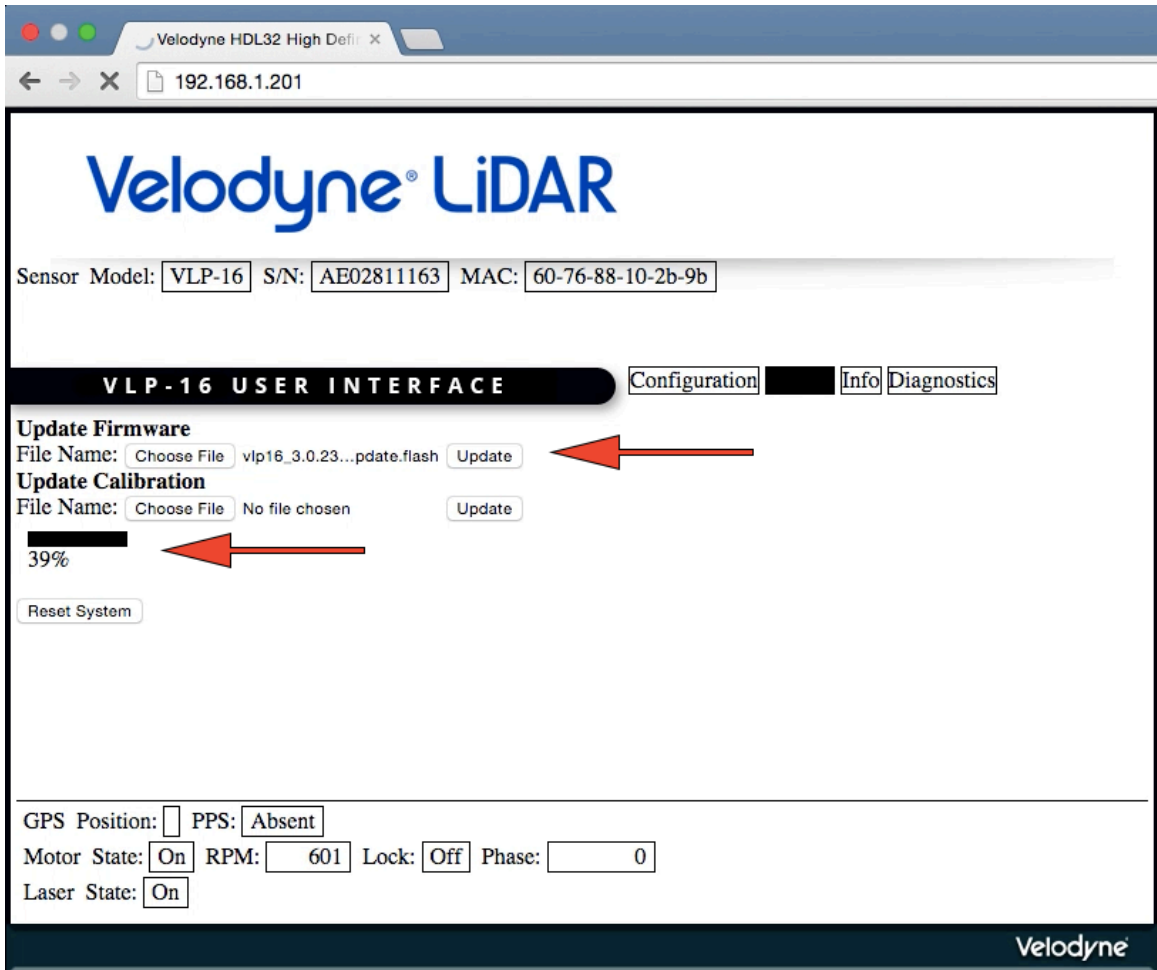 Velodyne HDL32 High Defi
192.168.1.201
Velodyne® LiDAR
Sensor Model: VLP-16 S/N: AE02811163 MAC: 60-76-88-10-2b-9b
VLP-16 USER INTERFACE Configuration Info Diagnostics
Update Firmware
File Name: Choose File vlp16_3.0.23...pdate.flash Update
Update Calibration
File Name: Choose File No file chosen Update
39%
Reset System
GPS Position: PPS: Absent
Motor State: On RPM: 601 Lock: Off Phase: 0
Laser State: On
Velodyne